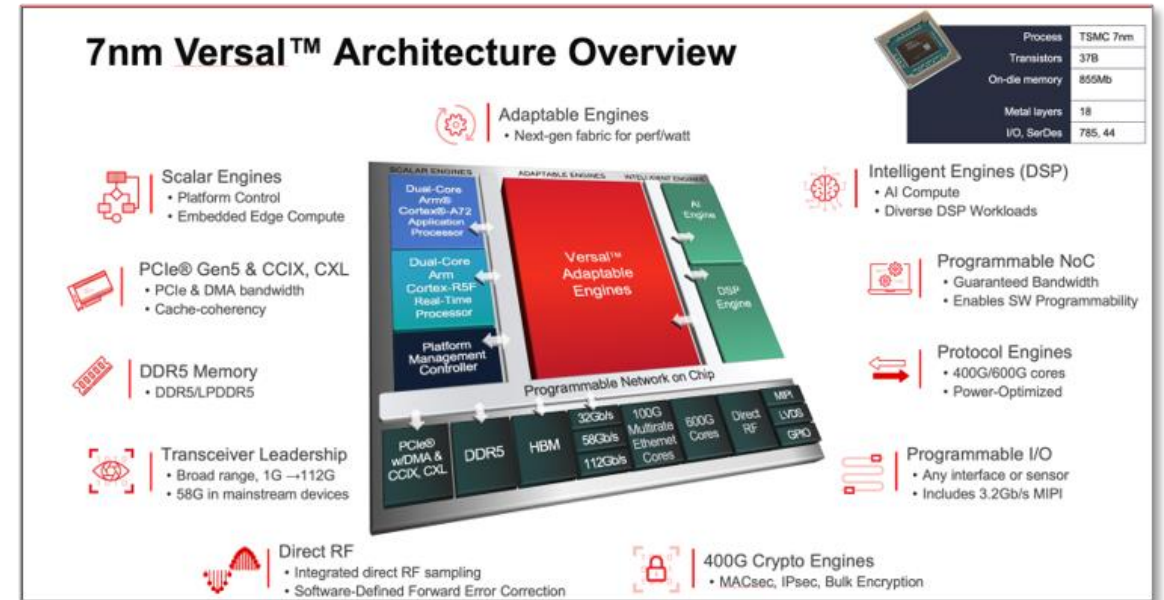 7nm Versal™ Architecture Overview
Process TSMC 7nm
Transistors 37B
On-die memory 855Mb
Metal layers 18
I/O, SerDes 785, 44
Adaptable Engines
• Next-gen fabric for perf/watt
Scalar Engines
• Platform Control
• Embedded Edge Compute
PCIe® Gen5 & CCIX, CXL
• PCIe & DMA bandwidth
• Cache-coherency
DDR5 Memory
• DDR5/LPDDR5
Transceiver Leadership
• Broad range, 1G →112G
• 58G in mainstream devices
SCALAR ENGINES
ADAPTABLE ENGINES
INTELLIGENT ENGINES
Dual-Core
Arm®
Cortex®-A72
Application
Processor
Dual-Core
Arm
Cortex-R5F
Real-Time
Processor
Platform
Management
Controller
Versal™
Adaptable
Engines
AI
Engine
DSP
Engine
Programmable Network on Chip
PCIe®
w/DMA &
CCIX, CXL
DDR5
HBM
32Gb/s
58Gb/s
112Gb/s
100G
Multirate
Ethernet
Cores
600G
Cores
Direct
RF
MIPI
LVDS
GPIO
Intelligent Engines (DSP)
• AI Compute
• Diverse DSP Workloads
Programmable NoC
• Guaranteed Bandwidth
• Enables SW Programmability
Protocol Engines
• 400G/600G cores
• Power-Optimized
Programmable I/O
• Any interface or sensor
• Includes 3.2Gb/s MIPI
Direct RF
• Integrated direct RF sampling
• Software-Defined Forward Error Correction
400G Crypto Engines
• MACsec, IPsec, Bulk Encryption